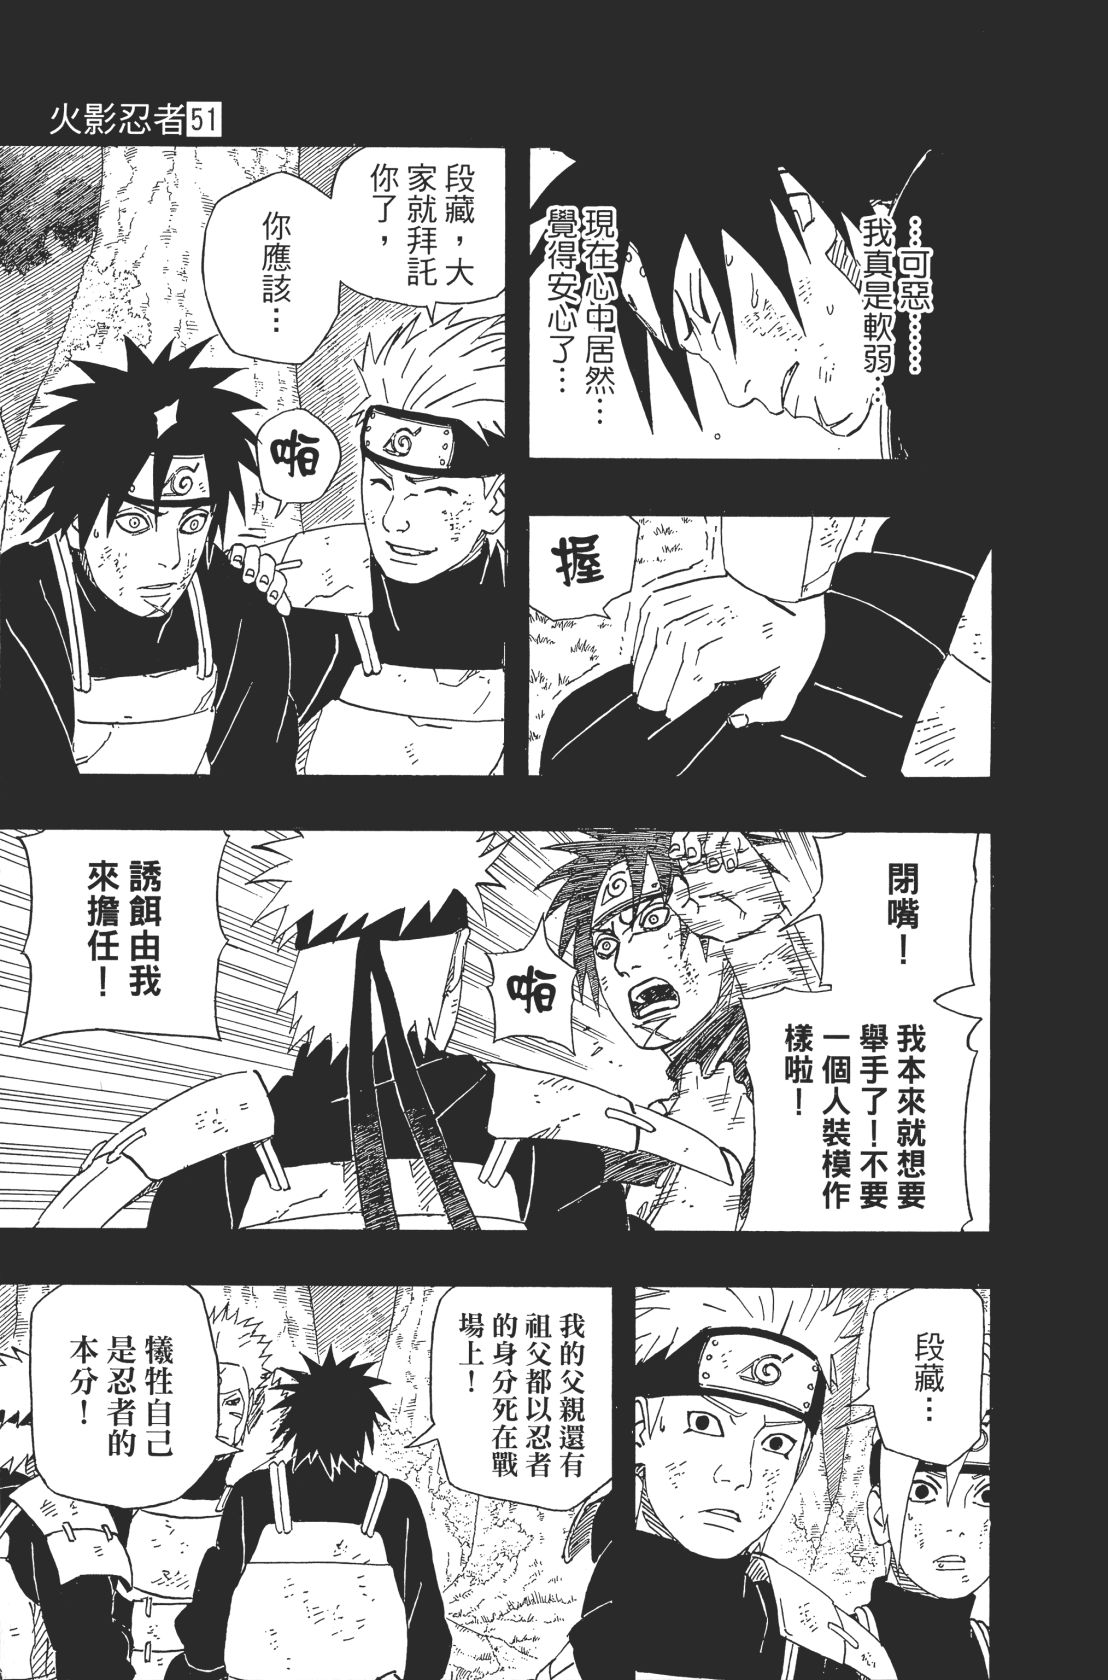 火影忍者51
…可惡……
我真是軟弱…
現在心中居然…
覺得安心了…
握
段藏，大
家就拜託
你了，
你應該…
啪
閉嘴！
我本來就想要
舉手了！不要
一個人裝模作
樣啦！
啪
誘餌由我
來擔任！
段藏…
我的父親還有
祖父都以忍者
的身分死在戰
場上！
犧牲自己
是忍者的
本分！